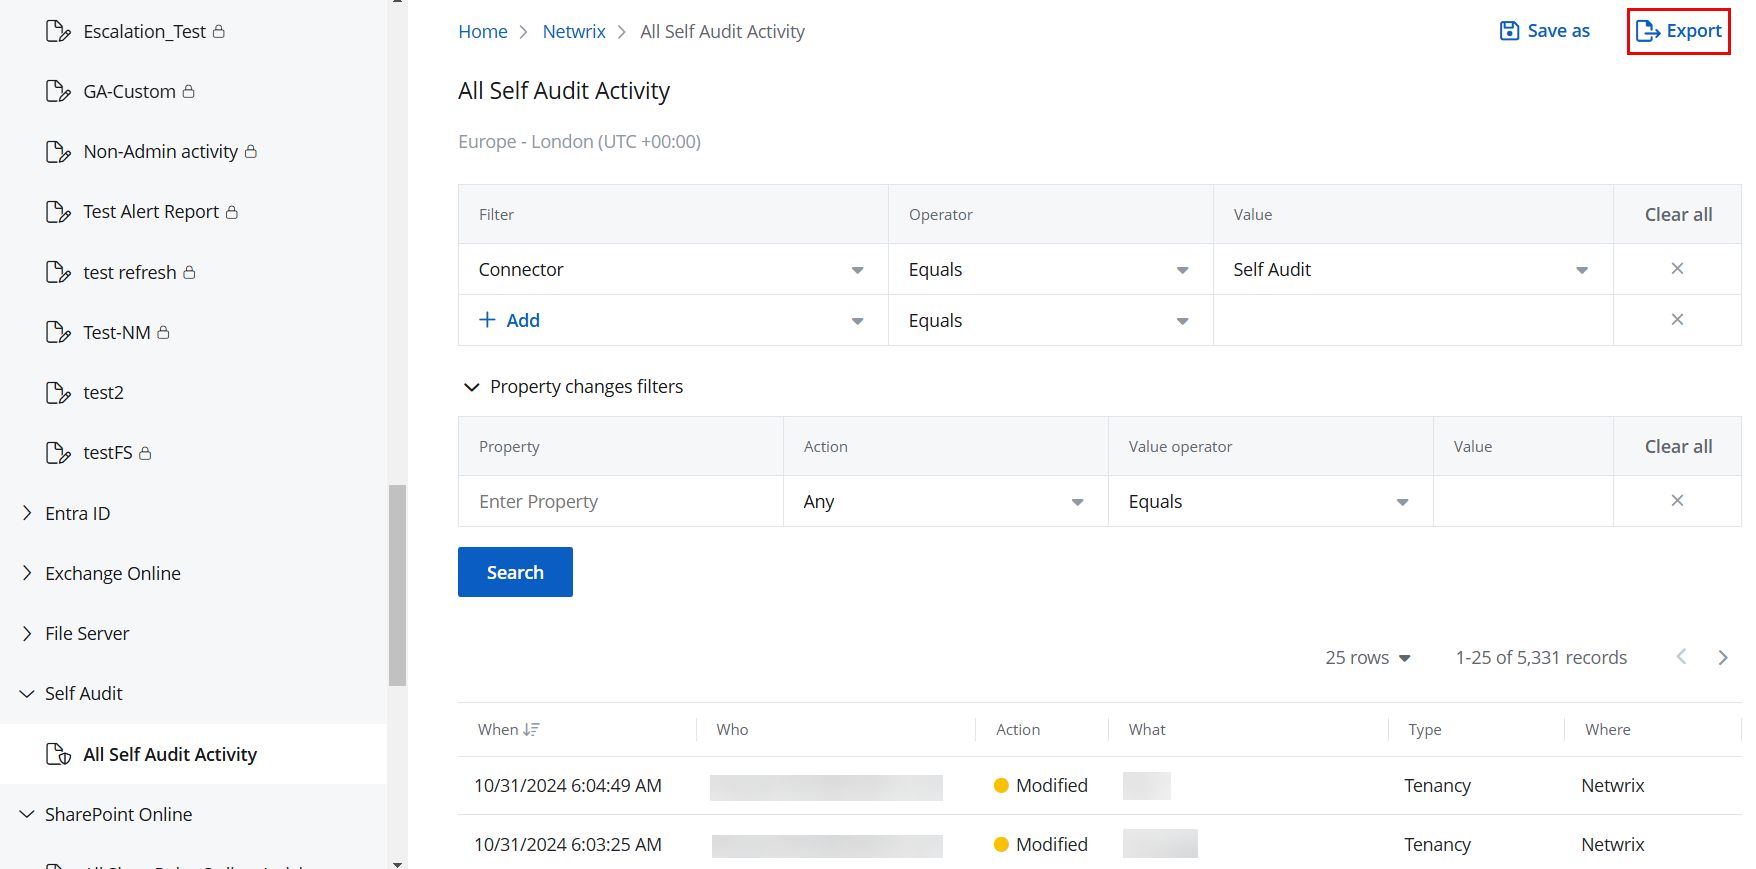 Escalation_Test
GA-Custom
Non-Admin activity
Test Alert Report
test refresh
Test-NM
test2
testFS
Entra ID
Exchange Online
File Server
Self Audit
All Self Audit Activity
SharePoint Online
Home > Netwrix > All Self Audit Activity
Save as
Export
All Self Audit Activity
Europe - London (UTC +00:00)
Filter Operator Value Clear all
Connector Equals Self Audit
+ Add Equals
Property changes filters
Property Action Value operator Value Clear all
Enter Property Any Equals
Search
25 rows 1-25 of 5,331 records
When Who Action What Type Where
10/31/2024 6:04:49 AM Modified Tenancy Netwrix
10/31/2024 6:03:25 AM Modified Tenancy Netwrix